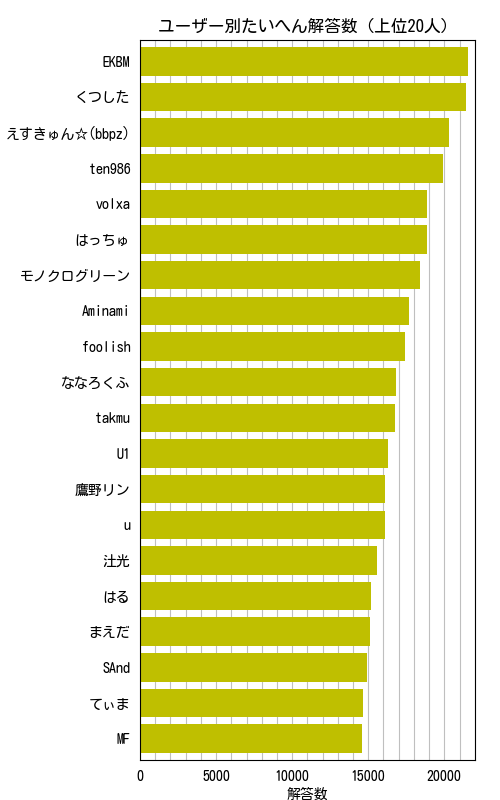 ユーザー別たいへん解答数（上位20人）
EKBM
くつした
えすきゅん☆(bbpz)
ten986
volxa
はっちゅ
モノクログリーン
Aminami
foolish
ななろくふ
takmu
U1
鷹野リン
u
辻光
はる
まえだ
SAnd
てぃま
MF
0 5000 10000 15000 20000
解答数